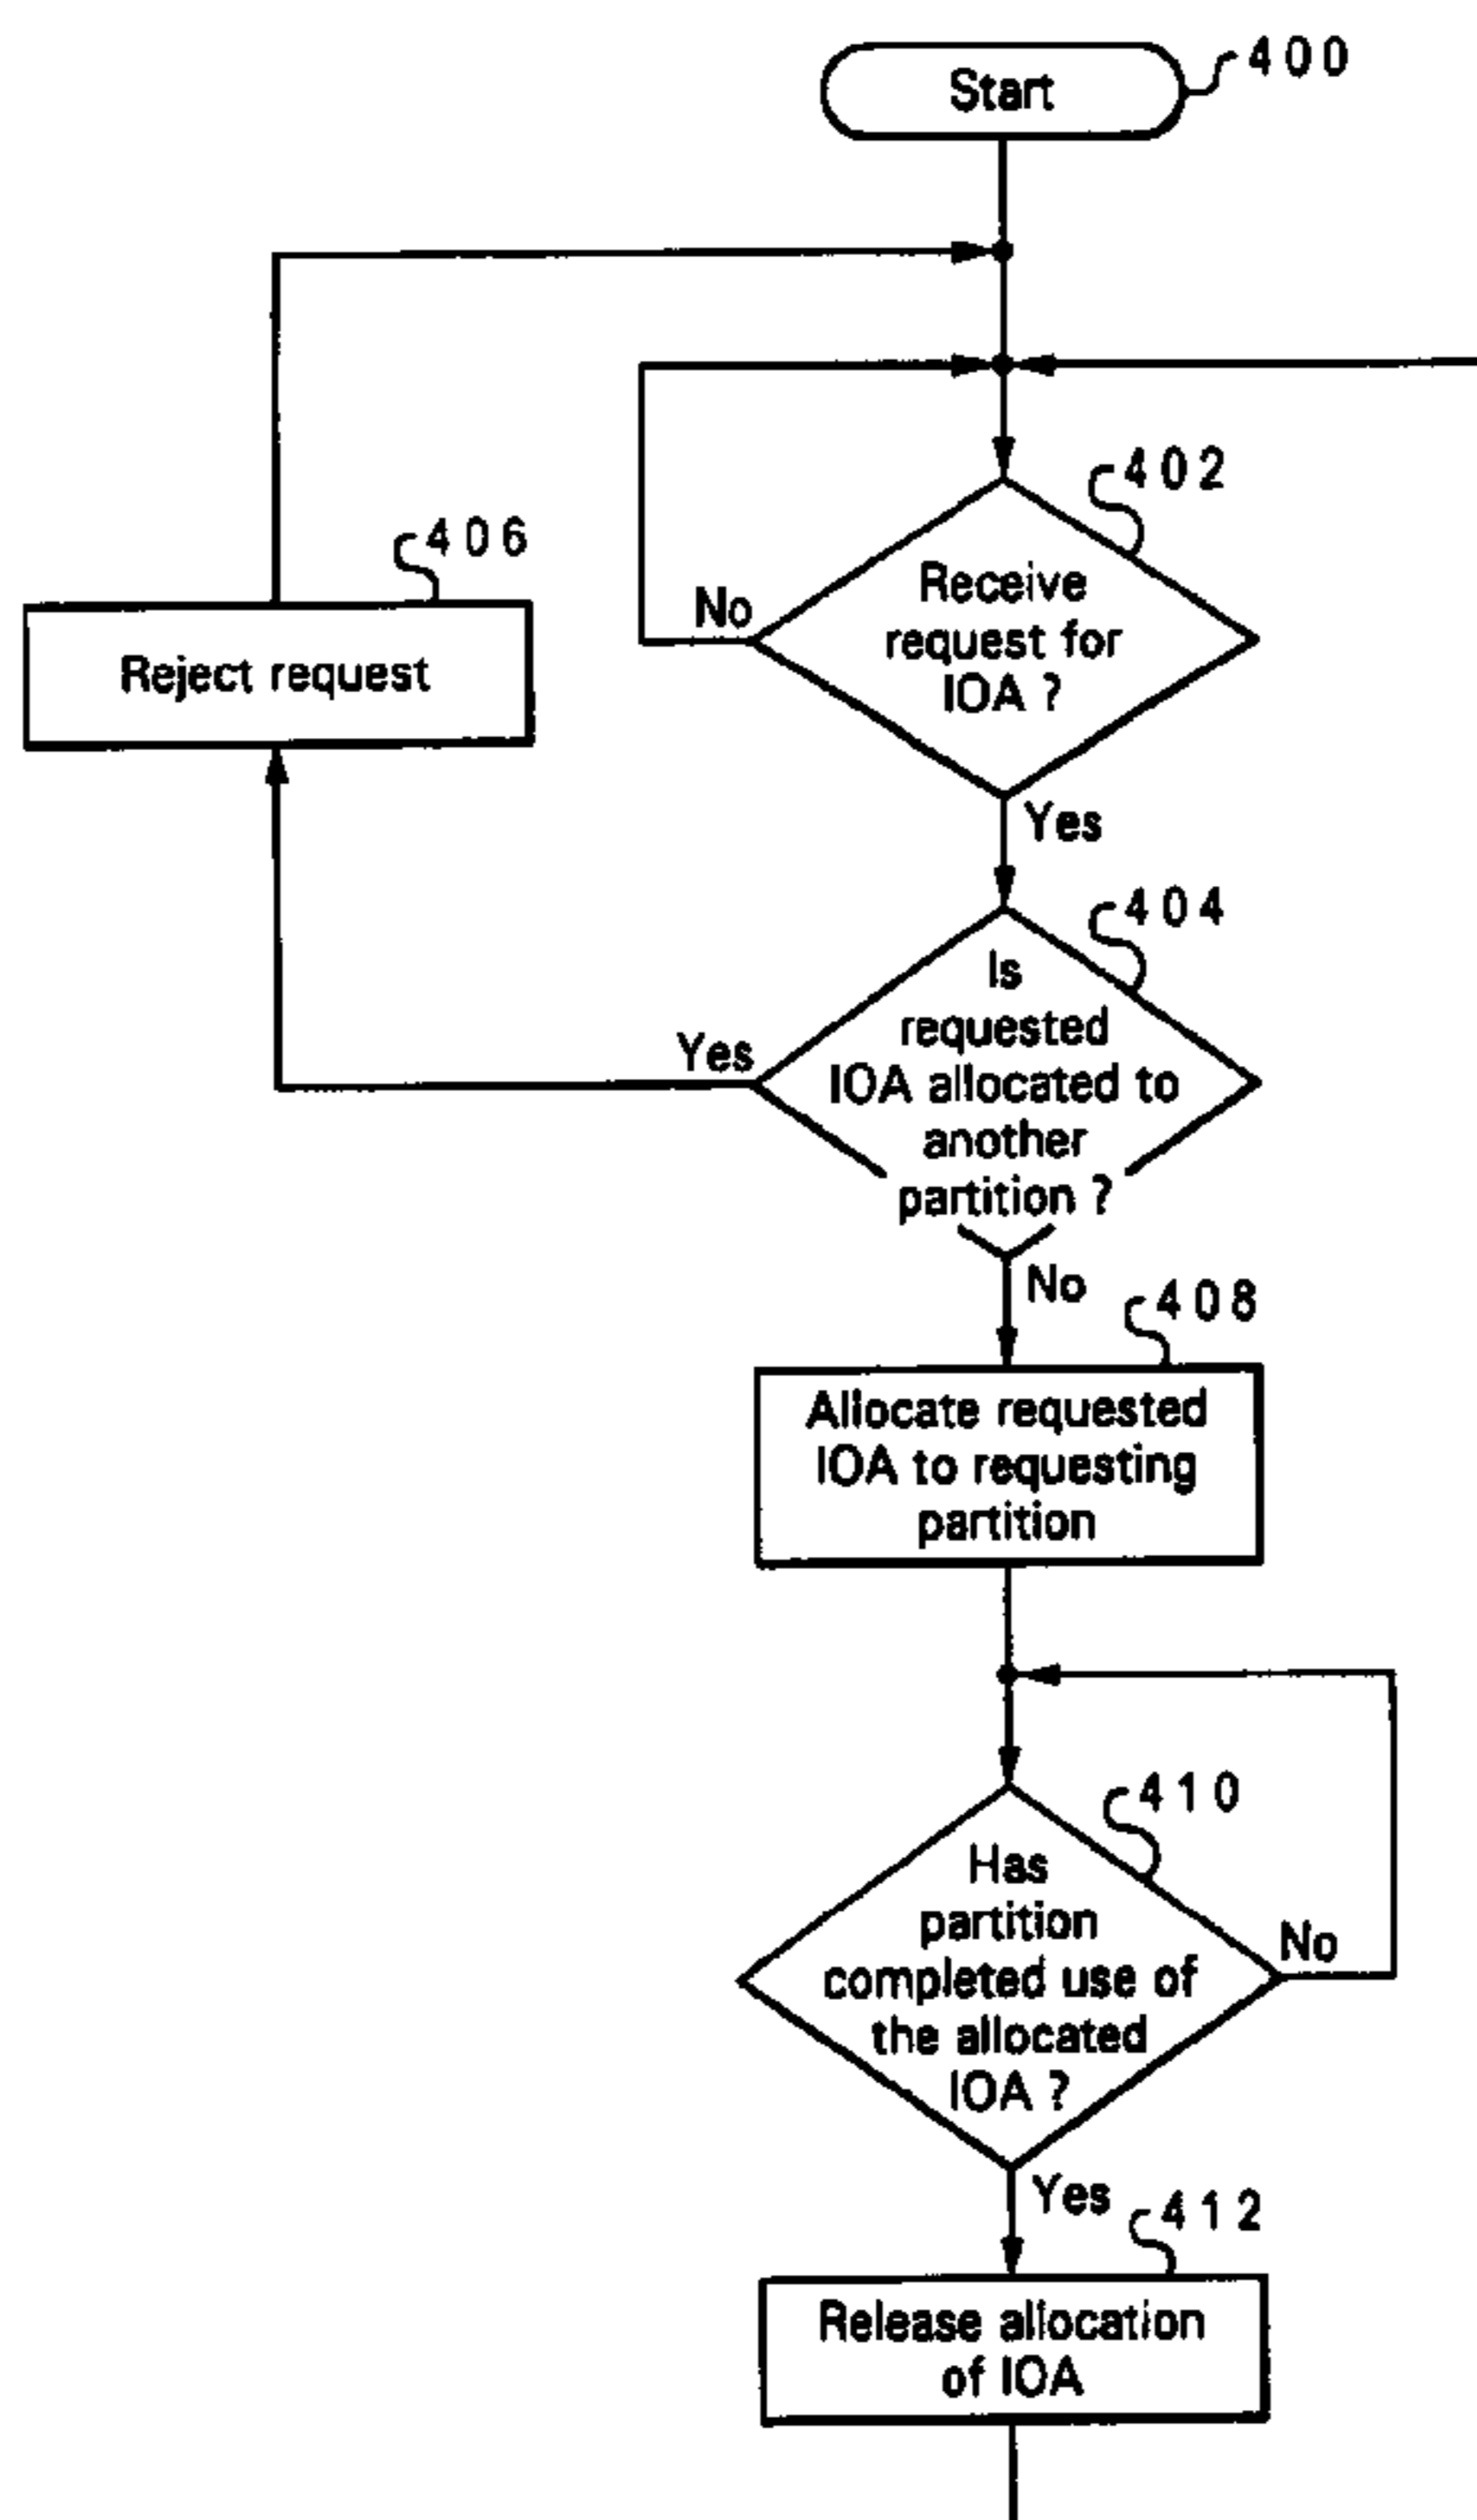 Start
400
402
406
Receive
request for
IOA ?
No
Reject request
Yes
404
Is
requested
IOA allocated to
another
partition ?
Yes
No
408
Allocate requested
IOA to requesting
partition
410
Has
partition
completed use of
the allocated
IOA ?
No
Yes
412
Release allocation
of IOA